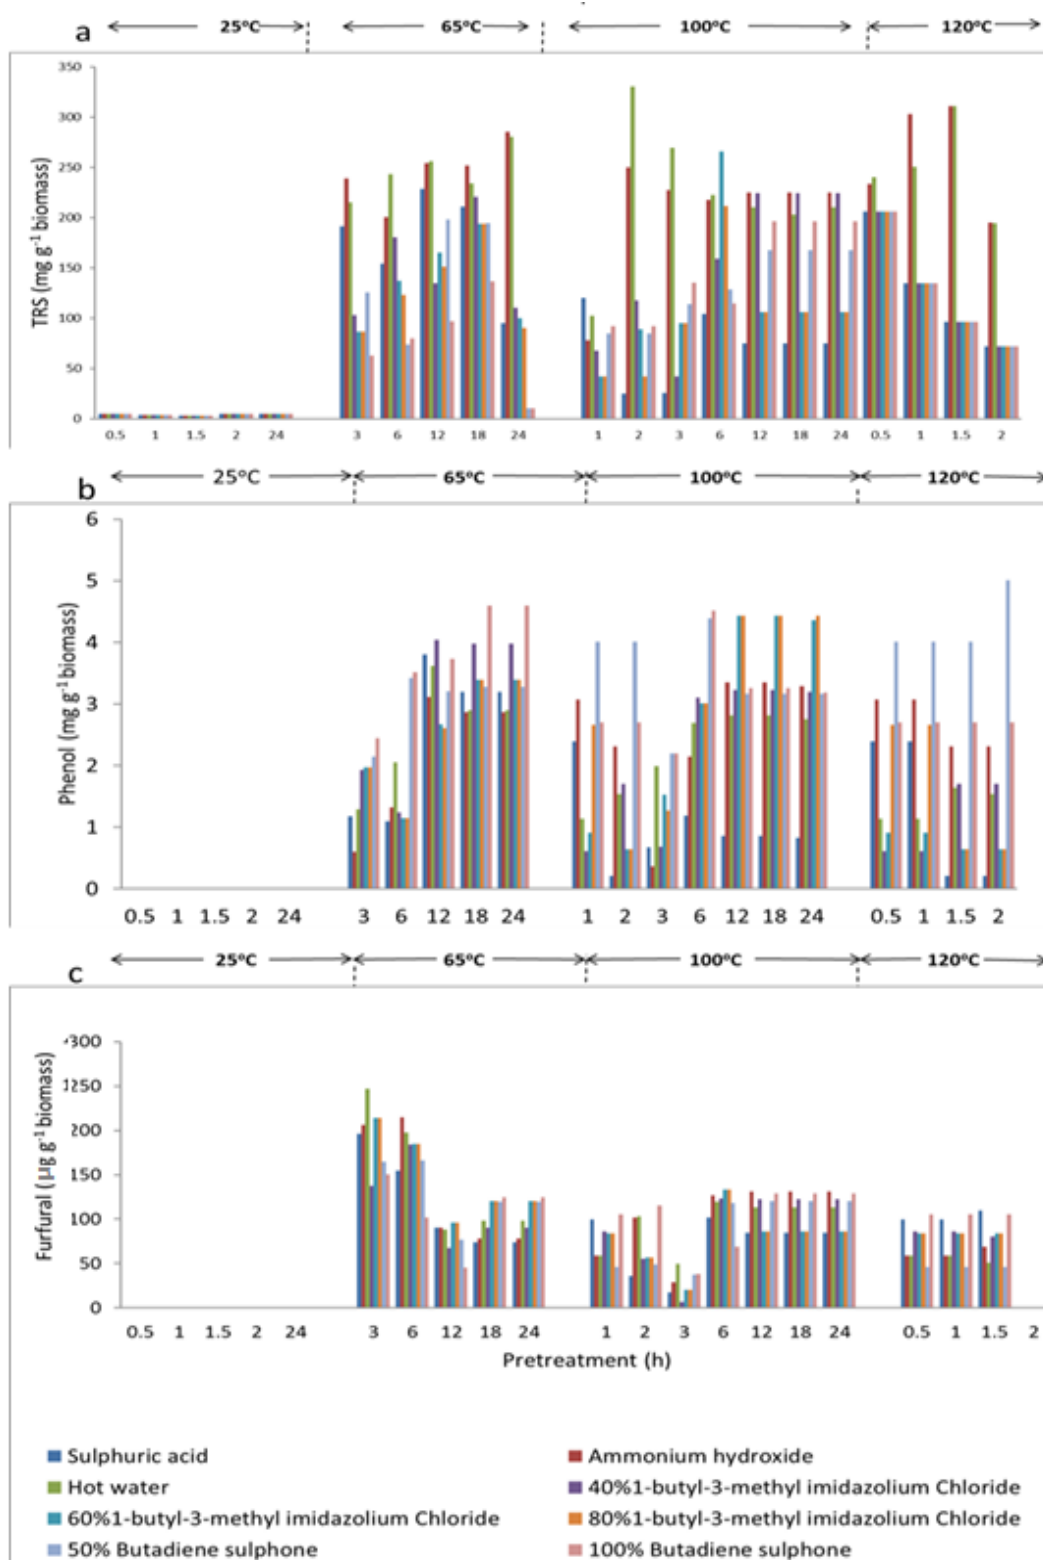 a 25°C 65°C 100°C 120°C
350
300
250
200
150
100
50
0
TRS (mg g-1 biomass)
0.5 1 1.5 2 24 3 6 12 18 24 1 2 3 6 12 18 24 0.5 1 1.5 2
b 25°C 65°C 100°C 120°C
6
5
4
3
2
1
0
Phenol (mg g-1 biomass)
0.5 1 1.5 2 24 3 6 12 18 24 1 2 3 6 12 18 24 0.5 1 1.5 2
c 25°C 65°C 100°C 120°C
300
250
200
150
100
50
0
Furfural (µg g-1 biomass)
0.5 1 1.5 2 24 3 6 12 18 24 1 2 3 6 12 18 24 0.5 1 1.5 2
Pretreatment (h)
Sulphuric acid Ammonium hydroxide
Hot water 40%1-butyl-3-methyl imidazolium Chloride
60%1-butyl-3-methyl imidazolium Chloride 80%1-butyl-3-methyl imidazolium Chloride
50% Butadiene sulphone 100% Butadiene sulphone